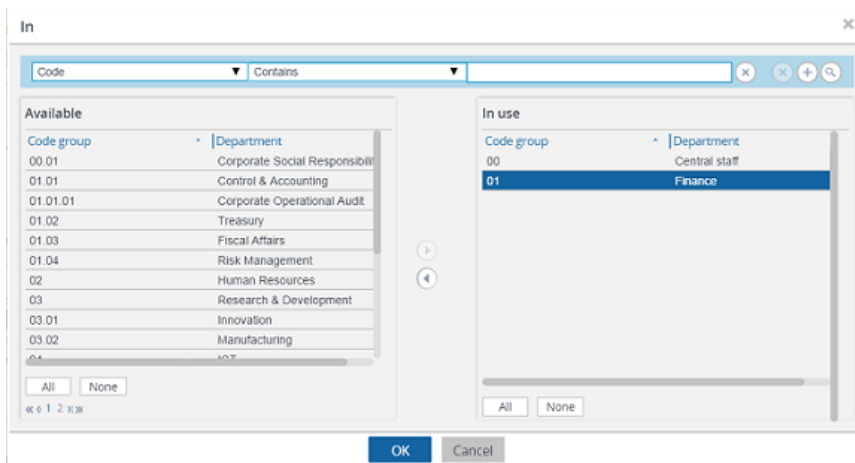 In
Code Contains
Available
Code group Department
00.01 Corporate Social Responsibilit
01.01 Control & Accounting
01.01.01 Corporate Operational Audit
01.02 Treasury
01.03 Fiscal Affairs
01.04 Risk Management
02 Human Resources
03 Research & Development
03.01 Innovation
03.02 Manufacturing
04 ICT
All None
1 2
In use
Code group Department
00 Central staff
01 Finance
All None
OK Cancel